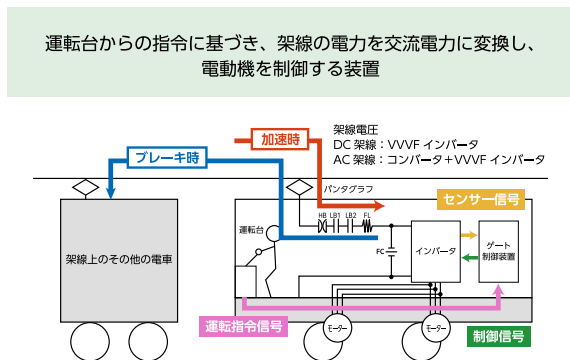 運転台からの指令に基づき、架線の電力を交流電力に変換し、
電動機を制御する装置
加速時
架線電圧
DC 架線：VVVF インバータ
AC 架線：コンバータ＋VVVF インバータ
ブレーキ時
パンタグラフ
センサー信号
HB LB1 LB2 FL
運転台
架線上のその他の電車
FC
インバータ
ゲート
制御装置
運転指令信号
モーター
モーター
制御信号